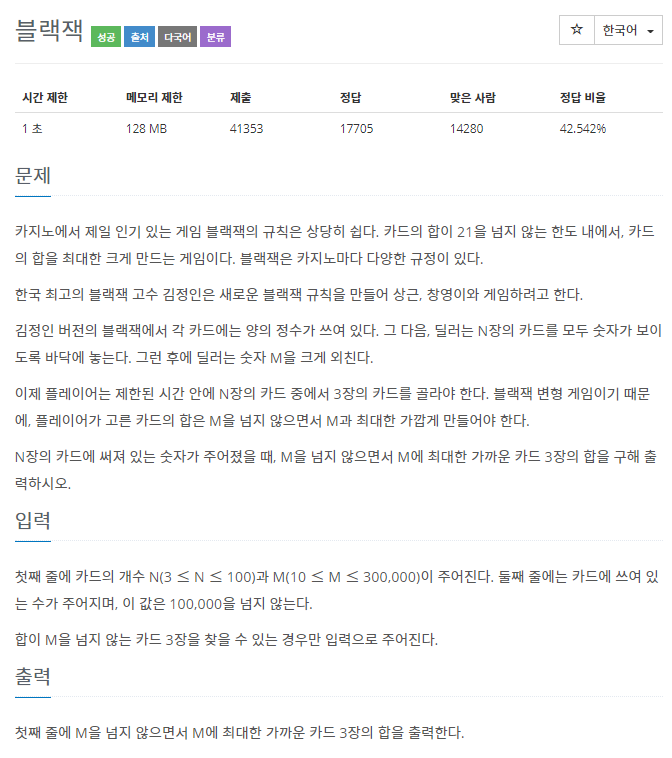 블랙잭 성공 출처 다국어 분류 ☆ 한국어
시간 제한 메모리 제한 제출 정답 맞은 사람 정답 비율
1 초 128 MB 41353 17705 14280 42.542%
문제
카지노에서 제일 인기 있는 게임 블랙잭의 규칙은 상당히 쉽다. 카드의 합이 21을 넘지 않는 한도 내에서, 카드
의 합을 최대한 크게 만드는 게임이다. 블랙잭은 카지노마다 다양한 규정이 있다.
한국 최고의 블랙잭 고수 김정인은 새로운 블랙잭 규칙을 만들어 상근, 창영이와 게임하려고 한다.
김정인 버전의 블랙잭에서 각 카드에는 양의 정수가 쓰여 있다. 그 다음, 딜러는 N장의 카드를 모두 숫자가 보이
도록 바닥에 놓는다. 그런 후에 딜러는 숫자 M을 크게 외친다.
이제 플레이어는 제한된 시간 안에 N장의 카드 중에서 3장의 카드를 골라야 한다. 블랙잭 변형 게임이기 때문
에, 플레이어가 고른 카드의 합은 M을 넘지 않으면서 M과 최대한 가깝게 만들어야 한다.
N장의 카드에 써져 있는 숫자가 주어졌을 때, M을 넘지 않으면서 M에 최대한 가까운 카드 3장의 합을 구해 출
력하시오.
입력
첫째 줄에 카드의 개수 N(3 ≤ N ≤ 100)과 M(10 ≤ M ≤ 300,000)이 주어진다. 둘째 줄에는 카드에 쓰여 있
는 수가 주어지며, 이 값은 100,000을 넘지 않는다.
합이 M을 넘지 않는 카드 3장을 찾을 수 있는 경우만 입력으로 주어진다.
출력
첫째 줄에 M을 넘지 않으면서 M에 최대한 가까운 카드 3장의 합을 출력한다.